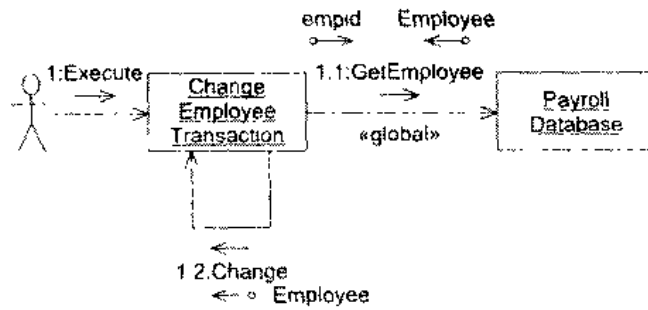 empid Employee
1:Execute
1.1:GetEmployee
Change
Employee
Transaction
Payroll
Database
«global»
1.2:Change
Employee